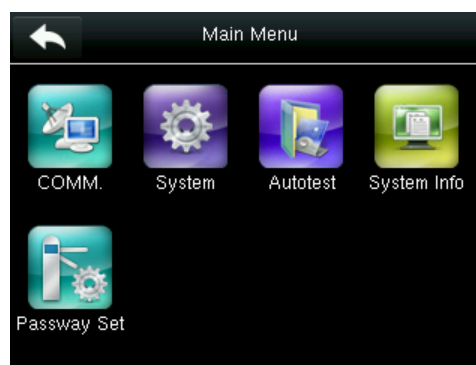 Main Menu
COMM.
System
Autotest
System Info
Passway Set